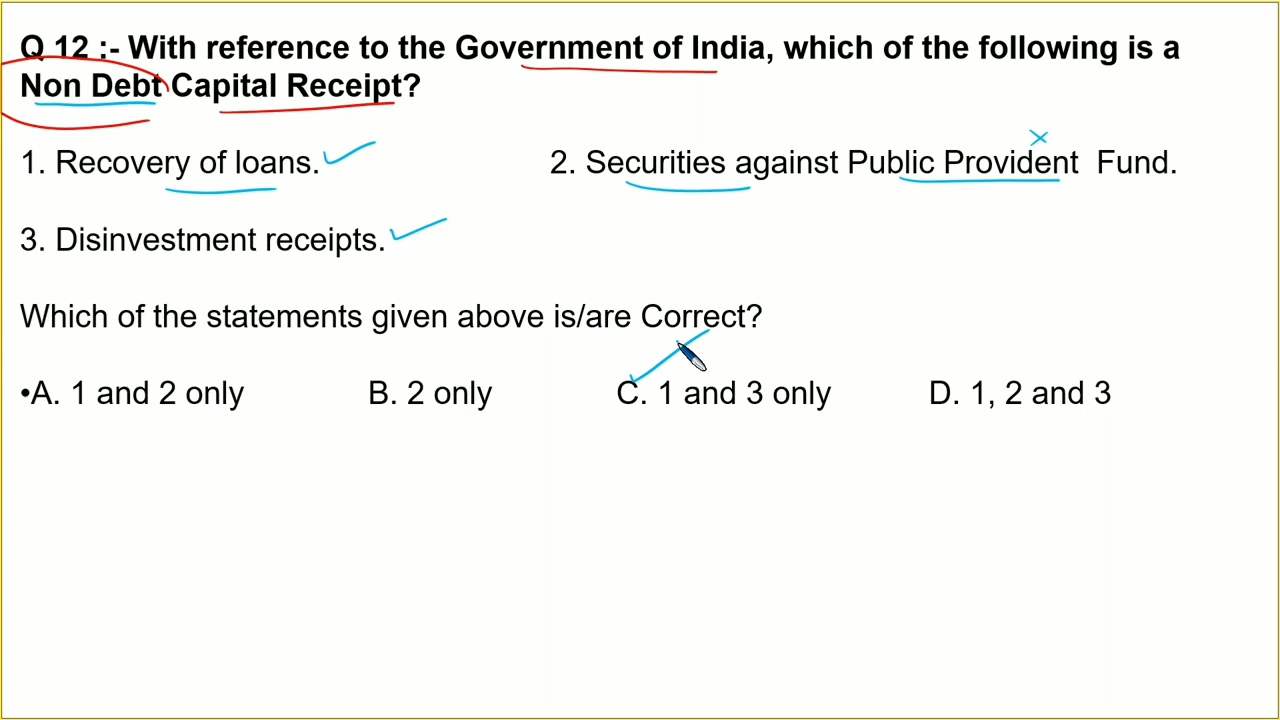 Q 12 :- With reference to the Government of India, which of the following is a
Non Debt Capital Receipt?
1. Recovery of loans. 2. Securities against Public Provident Fund.
3. Disinvestment receipts.
Which of the statements given above is/are Correct?
•A. 1 and 2 only B. 2 only C. 1 and 3 only D. 1, 2 and 3